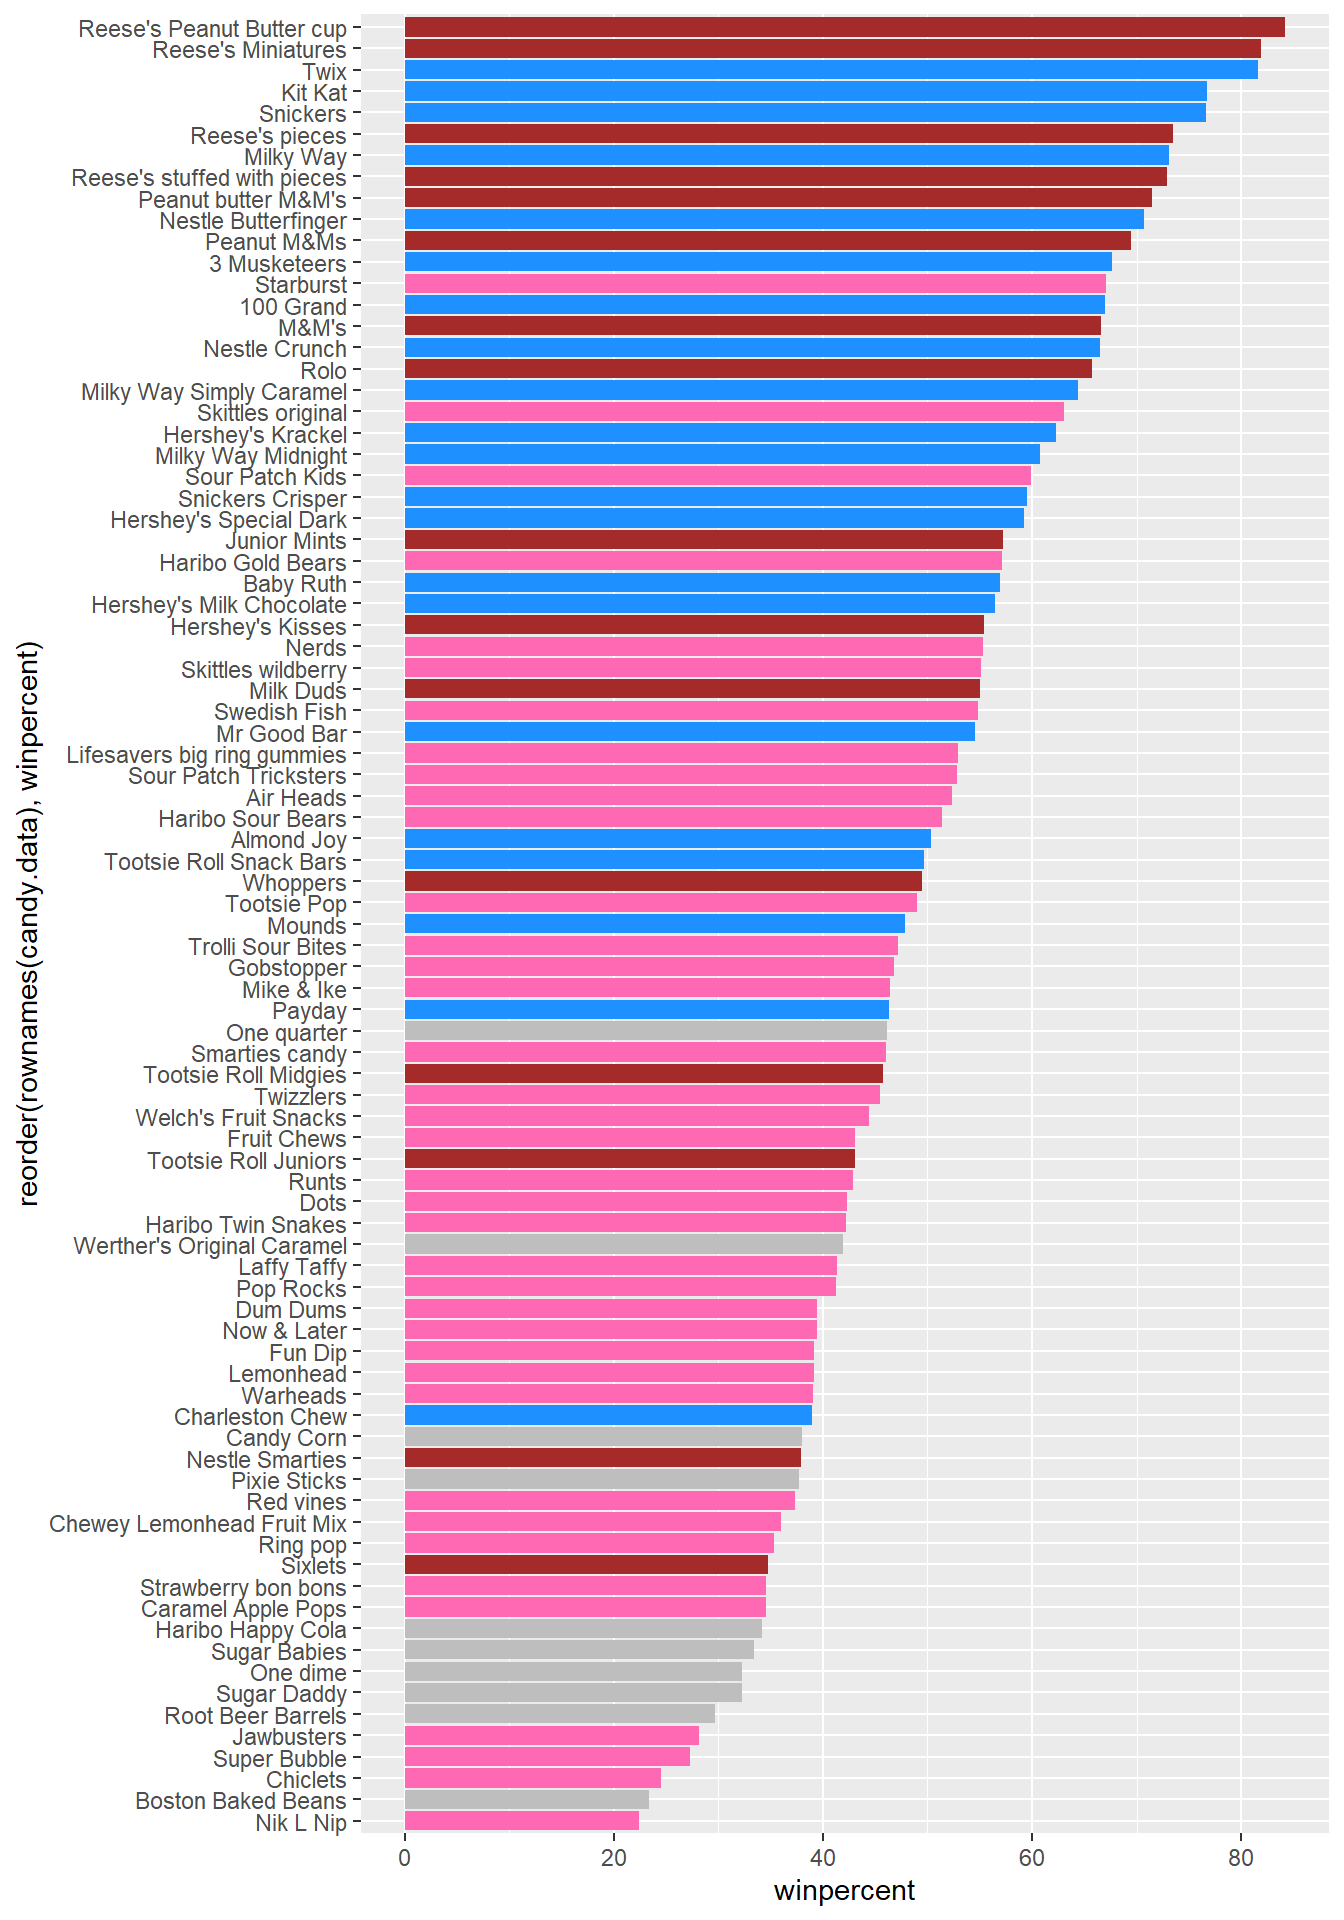 Reese's Peanut Butter cup
Reese's Miniatures
Twix
Kit Kat
Snickers
Reese's pieces
Milky Way
Reese's stuffed with pieces
Peanut butter M&M's
Nestle Butterfinger
Peanut M&Ms
3 Musketeers
Starburst
100 Grand
M&M's
Nestle Crunch
Rolo
Milky Way Simply Caramel
Skittles original
Hershey's Krackel
Milky Way Midnight
Sour Patch Kids
Snickers Crisper
Hershey's Special Dark
Junior Mints
Haribo Gold Bears
Baby Ruth
Hershey's Milk Chocolate
Hershey's Kisses
Nerds
Skittles wildberry
Milk Duds
Swedish Fish
Mr Good Bar
Lifesavers big ring gummies
Sour Patch Tricksters
Air Heads
Haribo Sour Bears
Almond Joy
Tootsie Roll Snack Bars
Whoppers
Tootsie Pop
Mounds
Trolli Sour Bites
Gobstopper
Mike & Ike
Payday
One quarter
Smarties candy
Tootsie Roll Midgies
Twizzlers
Welch's Fruit Snacks
Fruit Chews
Tootsie Roll Juniors
Runts
Dots
Haribo Twin Snakes
Werther's Original Caramel
Laffy Taffy
Pop Rocks
Dum Dums
Now & Later
Fun Dip
Lemonhead
Warheads
Charleston Chew
Candy Corn
Nestle Smarties
Pixie Sticks
Red vines
Chewey Lemonhead Fruit Mix
Ring pop
Sixlets
Strawberry bon bons
Caramel Apple Pops
Haribo Happy Cola
Sugar Babies
One dime
Sugar Daddy
Root Beer Barrels
Jawbusters
Super Bubble
Chiclets
Boston Baked Beans
Nik L Nip
reorder(rownames(candy.data), winpercent)
0 20 40 60 80
winpercent